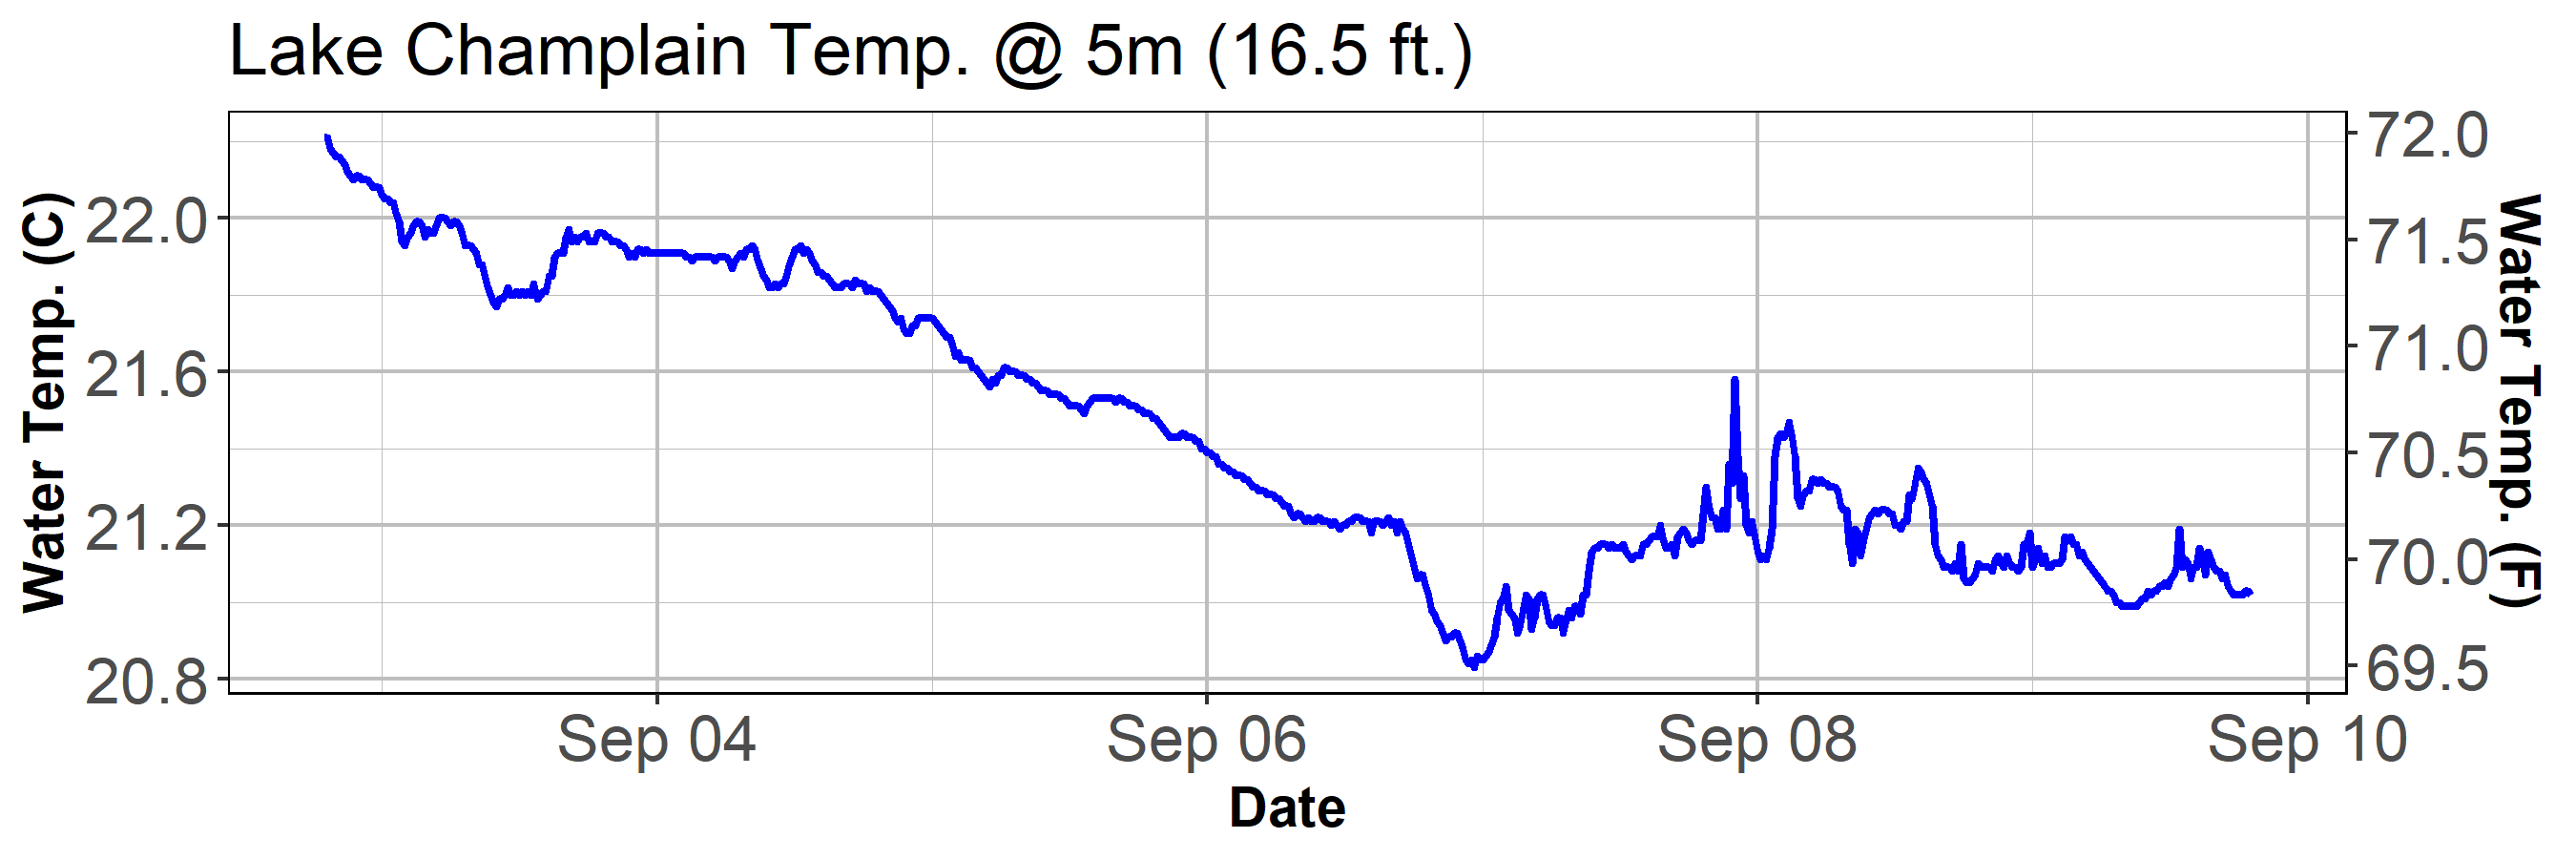 Lake Champlain Temp. @ 5m (16.5 ft.)
Water Temp. (C)
22.0
21.6
21.2
20.8
72.0
71.5
71.0
70.5
70.0
69.5
Water Temp. (F)
Sep 04
Sep 06
Sep 08
Sep 10
Date